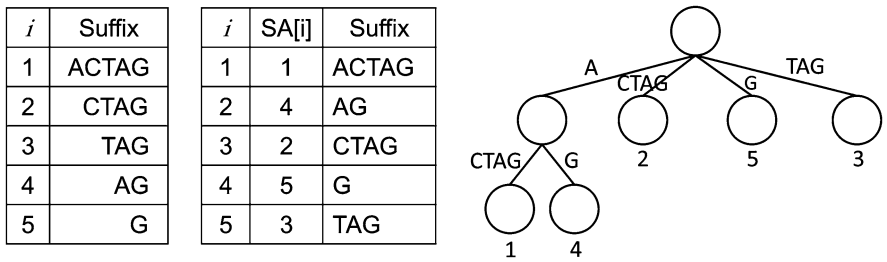 i Suffix
1 ACTAG
2 CTAG
3 TAG
4 AG
5 G
i SA[i] Suffix
1 1 ACTAG
2 4 AG
3 2 CTAG
4 5 G
5 3 TAG
A CTAG G TAG
2 5 3
CTAG G
1 4